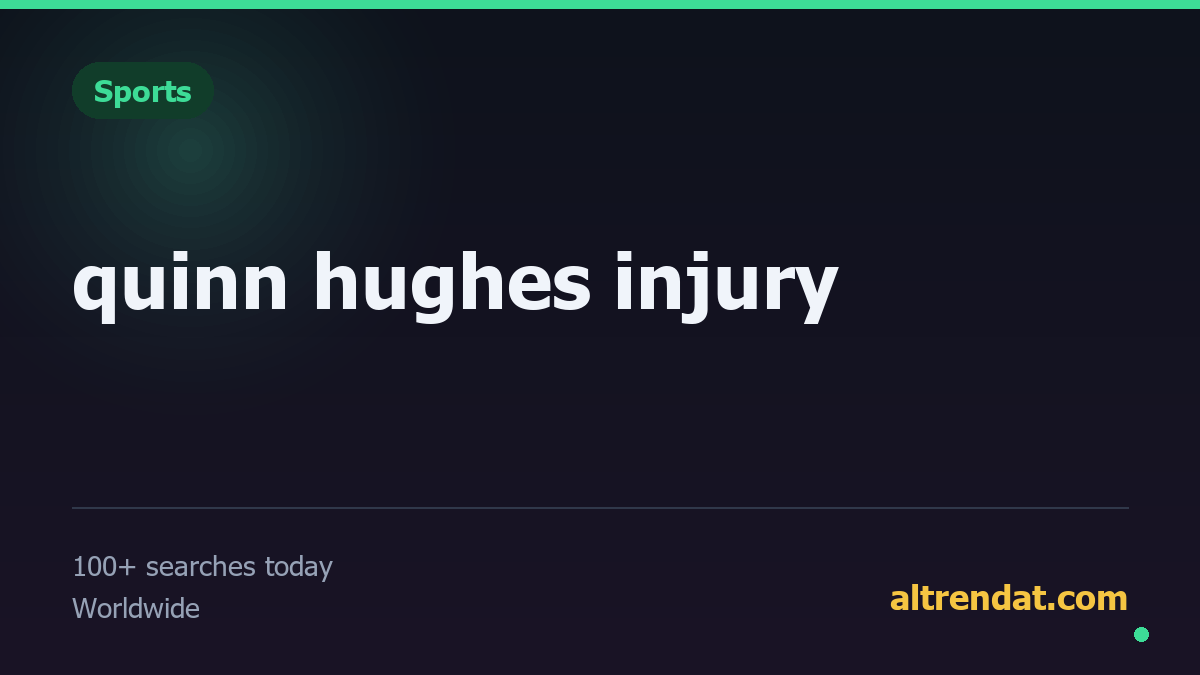 Sports
quinn hughes injury
100+ searches today
Worldwide
altrendat.com